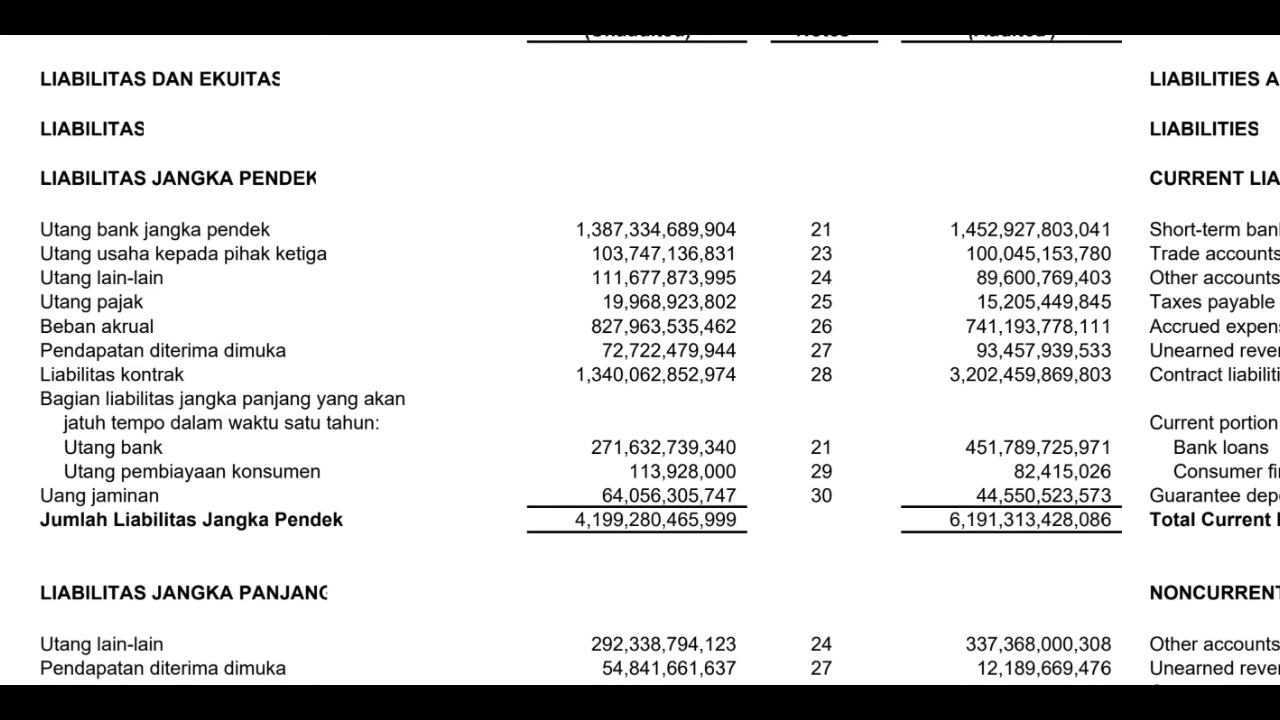 (Unaudited) Notes (Audited)
LIABILITAS DAN EKUITAS LIABILITIES A
LIABILITAS LIABILITIES
LIABILITAS JANGKA PENDEK CURRENT LIA
Utang bank jangka pendek 1,387,334,689,904 21 1,452,927,803,041 Short-term ban
Utang usaha kepada pihak ketiga 103,747,136,831 23 100,045,153,780 Trade accounts
Utang lain-lain 111,677,873,995 24 89,600,769,403 Other accounts
Utang pajak 19,968,923,802 25 15,205,449,845 Taxes payable
Beban akrual 827,963,535,462 26 741,193,778,111 Accrued expens
Pendapatan diterima dimuka 72,722,479,944 27 93,457,939,533 Unearned rever
Liabilitas kontrak 1,340,062,852,974 28 3,202,459,869,803 Contract liabiliti
Bagian liabilitas jangka panjang yang akan
jatuh tempo dalam waktu satu tahun: Current portion
Utang bank 271,632,739,340 21 451,789,725,971 Bank loans
Utang pembiayaan konsumen 113,928,000 29 82,415,026 Consumer fi
Uang jaminan 64,056,305,747 30 44,550,523,573 Guarantee depo
Jumlah Liabilitas Jangka Pendek 4,199,280,465,999 6,191,313,428,086 Total Current
LIABILITAS JANGKA PANJANG NONCURRENT
Utang lain-lain 292,338,794,123 24 337,368,000,308 Other accounts
Pendapatan diterima dimuka 54,841,661,637 27 12,189,669,476 Unearned rever